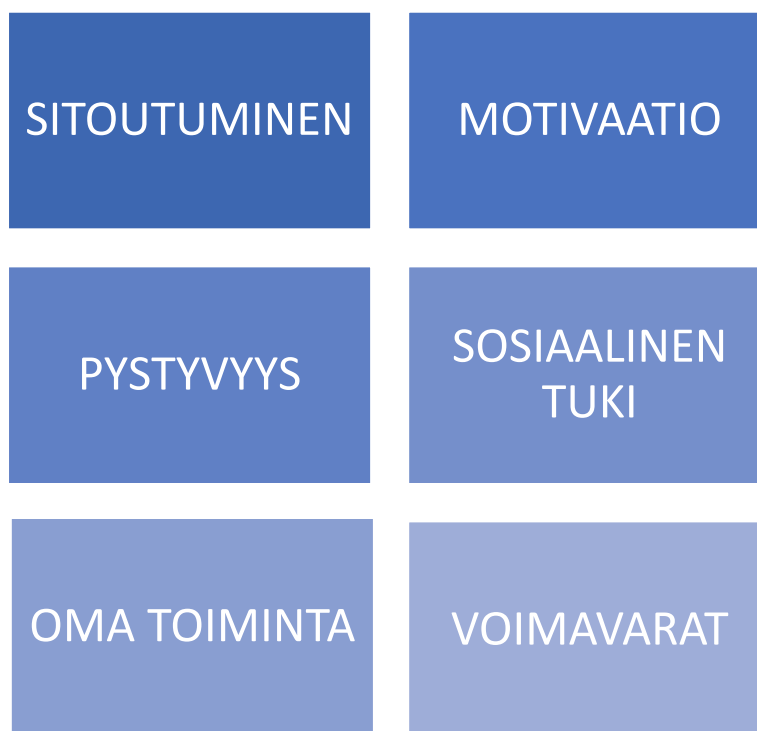 SITOUTUMINEN
MOTIVAATIO
PYSTYVYYS
SOSIAALINEN
TUKI
OMA TOIMINTA
VOIMAVARAT